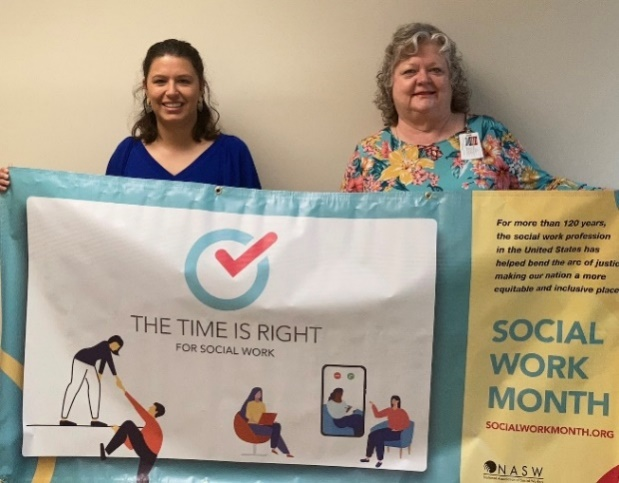 THE TIME IS RIGHT
FOR SOCIAL WORK
For more than 120 years,
the social work profession
in the United States has
helped bend the arc of justic
making our nation a more
equitable and inclusive place
SOCIAL
WORK
MONTH
SOCIALWORKMONTH.ORG
NASW